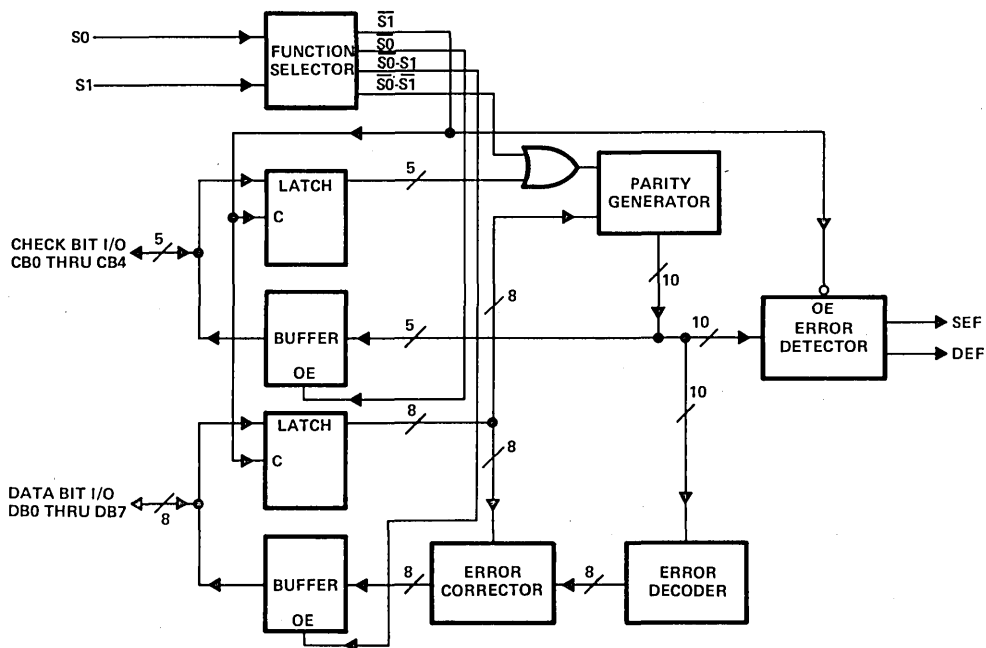 S̅1̅
S0
S̅0̅
FUNCTION
SELECTOR
S̅0̅·S1
S1
S̅0̅·S̅1̅
5
LATCH
C
PARITY
GENERATOR
CHECK BIT I/O
CB0 THRU CB4
5
10
8
BUFFER
OE
5
10
OE
ERROR
DETECTOR
SEF
DEF
10
LATCH
C
8
8
DATA BIT I/O
DB0 THRU DB7
8
BUFFER
OE
8
ERROR
CORRECTOR
8
ERROR
DECODER